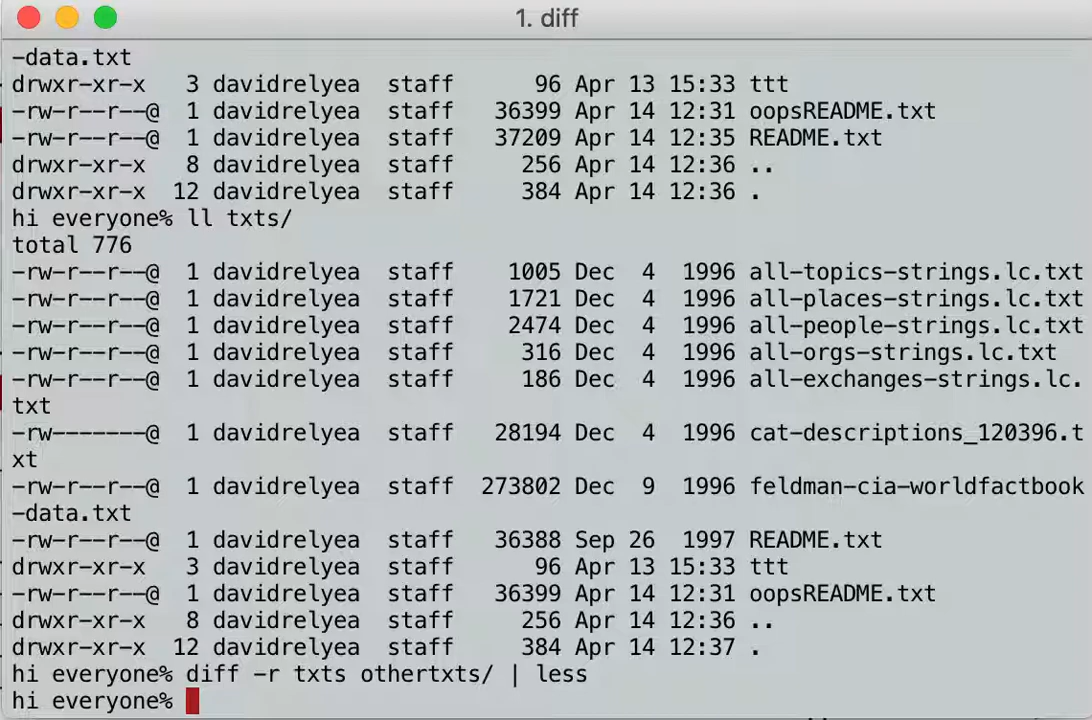 1. diff
-data.txt
drwxr-xr-x 3 davidrelyea staff 96 Apr 13 15:33 ttt
-rw-r--r--@ 1 davidrelyea staff 36399 Apr 14 12:31 oopsREADME.txt
-rw-r--r--@ 1 davidrelyea staff 37209 Apr 14 12:35 README.txt
drwxr-xr-x 8 davidrelyea staff 256 Apr 14 12:36 ..
drwxr-xr-x 12 davidrelyea staff 384 Apr 14 12:36 .
hi everyone% ll txts/
total 776
-rw-r--r--@ 1 davidrelyea staff 1005 Dec 4 1996 all-topics-strings.lc.txt
-rw-r--r--@ 1 davidrelyea staff 1721 Dec 4 1996 all-places-strings.lc.txt
-rw-r--r--@ 1 davidrelyea staff 2474 Dec 4 1996 all-people-strings.lc.txt
-rw-r--r--@ 1 davidrelyea staff 316 Dec 4 1996 all-orgs-strings.lc.txt
-rw-r--r--@ 1 davidrelyea staff 186 Dec 4 1996 all-exchanges-strings.lc.
txt
-rw-------@ 1 davidrelyea staff 28194 Dec 4 1996 cat-descriptions_120396.t
xt
-rw-r--r--@ 1 davidrelyea staff 273802 Dec 9 1996 feldman-cia-worldfactbook
-data.txt
-rw-r--r--@ 1 davidrelyea staff 36388 Sep 26 1997 README.txt
drwxr-xr-x 3 davidrelyea staff 96 Apr 13 15:33 ttt
-rw-r--r--@ 1 davidrelyea staff 36399 Apr 14 12:31 oopsREADME.txt
drwxr-xr-x 8 davidrelyea staff 256 Apr 14 12:36 ..
drwxr-xr-x 12 davidrelyea staff 384 Apr 14 12:37 .
hi everyone% diff -r txts othertxts/ | less
hi everyone%